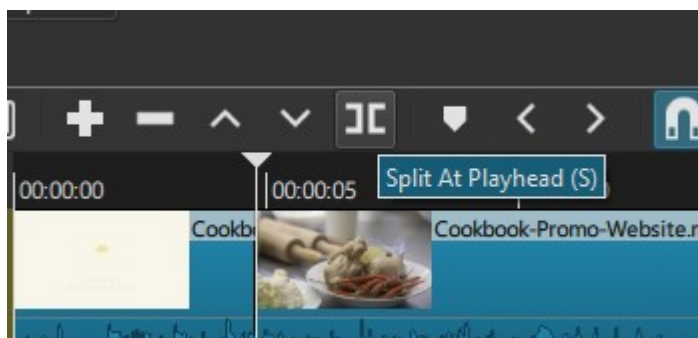 00:00:00
00:00:05
Split At Playhead (S)
Cookb
Cookbook-Promo-Website.